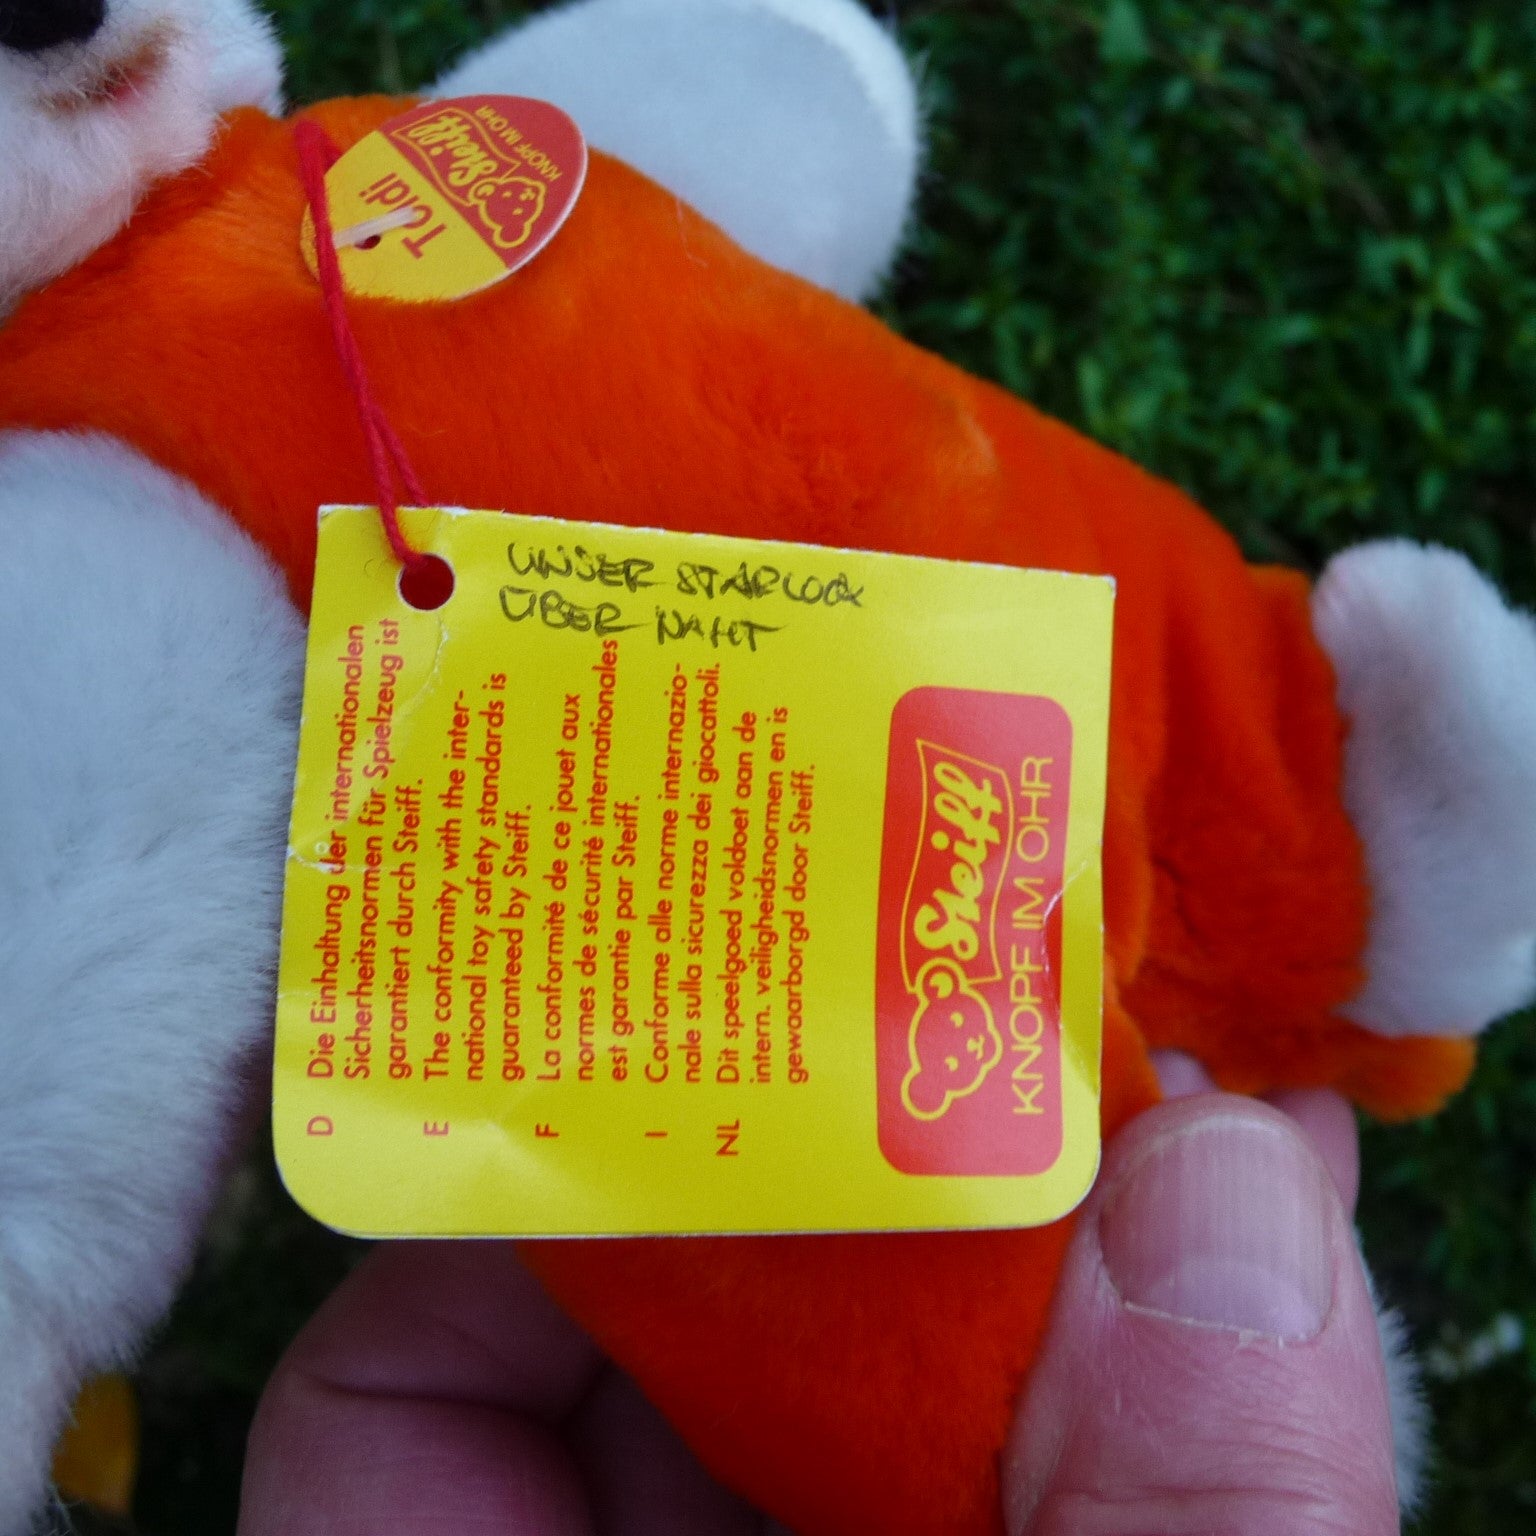 Toldi
Steiff
KNOPF IM OHR
UNSER STARLOOK
ÜBER NAHT
D Die Einhaltung der internationalen
Sicherheitsnormen für Spielzeug ist
garantiert durch Steiff.
E The conformity with the inter-
national toy safety standards is
guaranteed by Steiff.
F La conformité de ce jouet aux
normes de sécurité internationales
est garantie par Steiff.
I Conforme alle norme internazio-
nale sulla sicurezza dei giocattoli.
NL Dit speelgoed voldoet aan de
intern. veiligheidsnormen en is
gewaarborgd door Steiff.
Steiff
KNOPF IM OHR